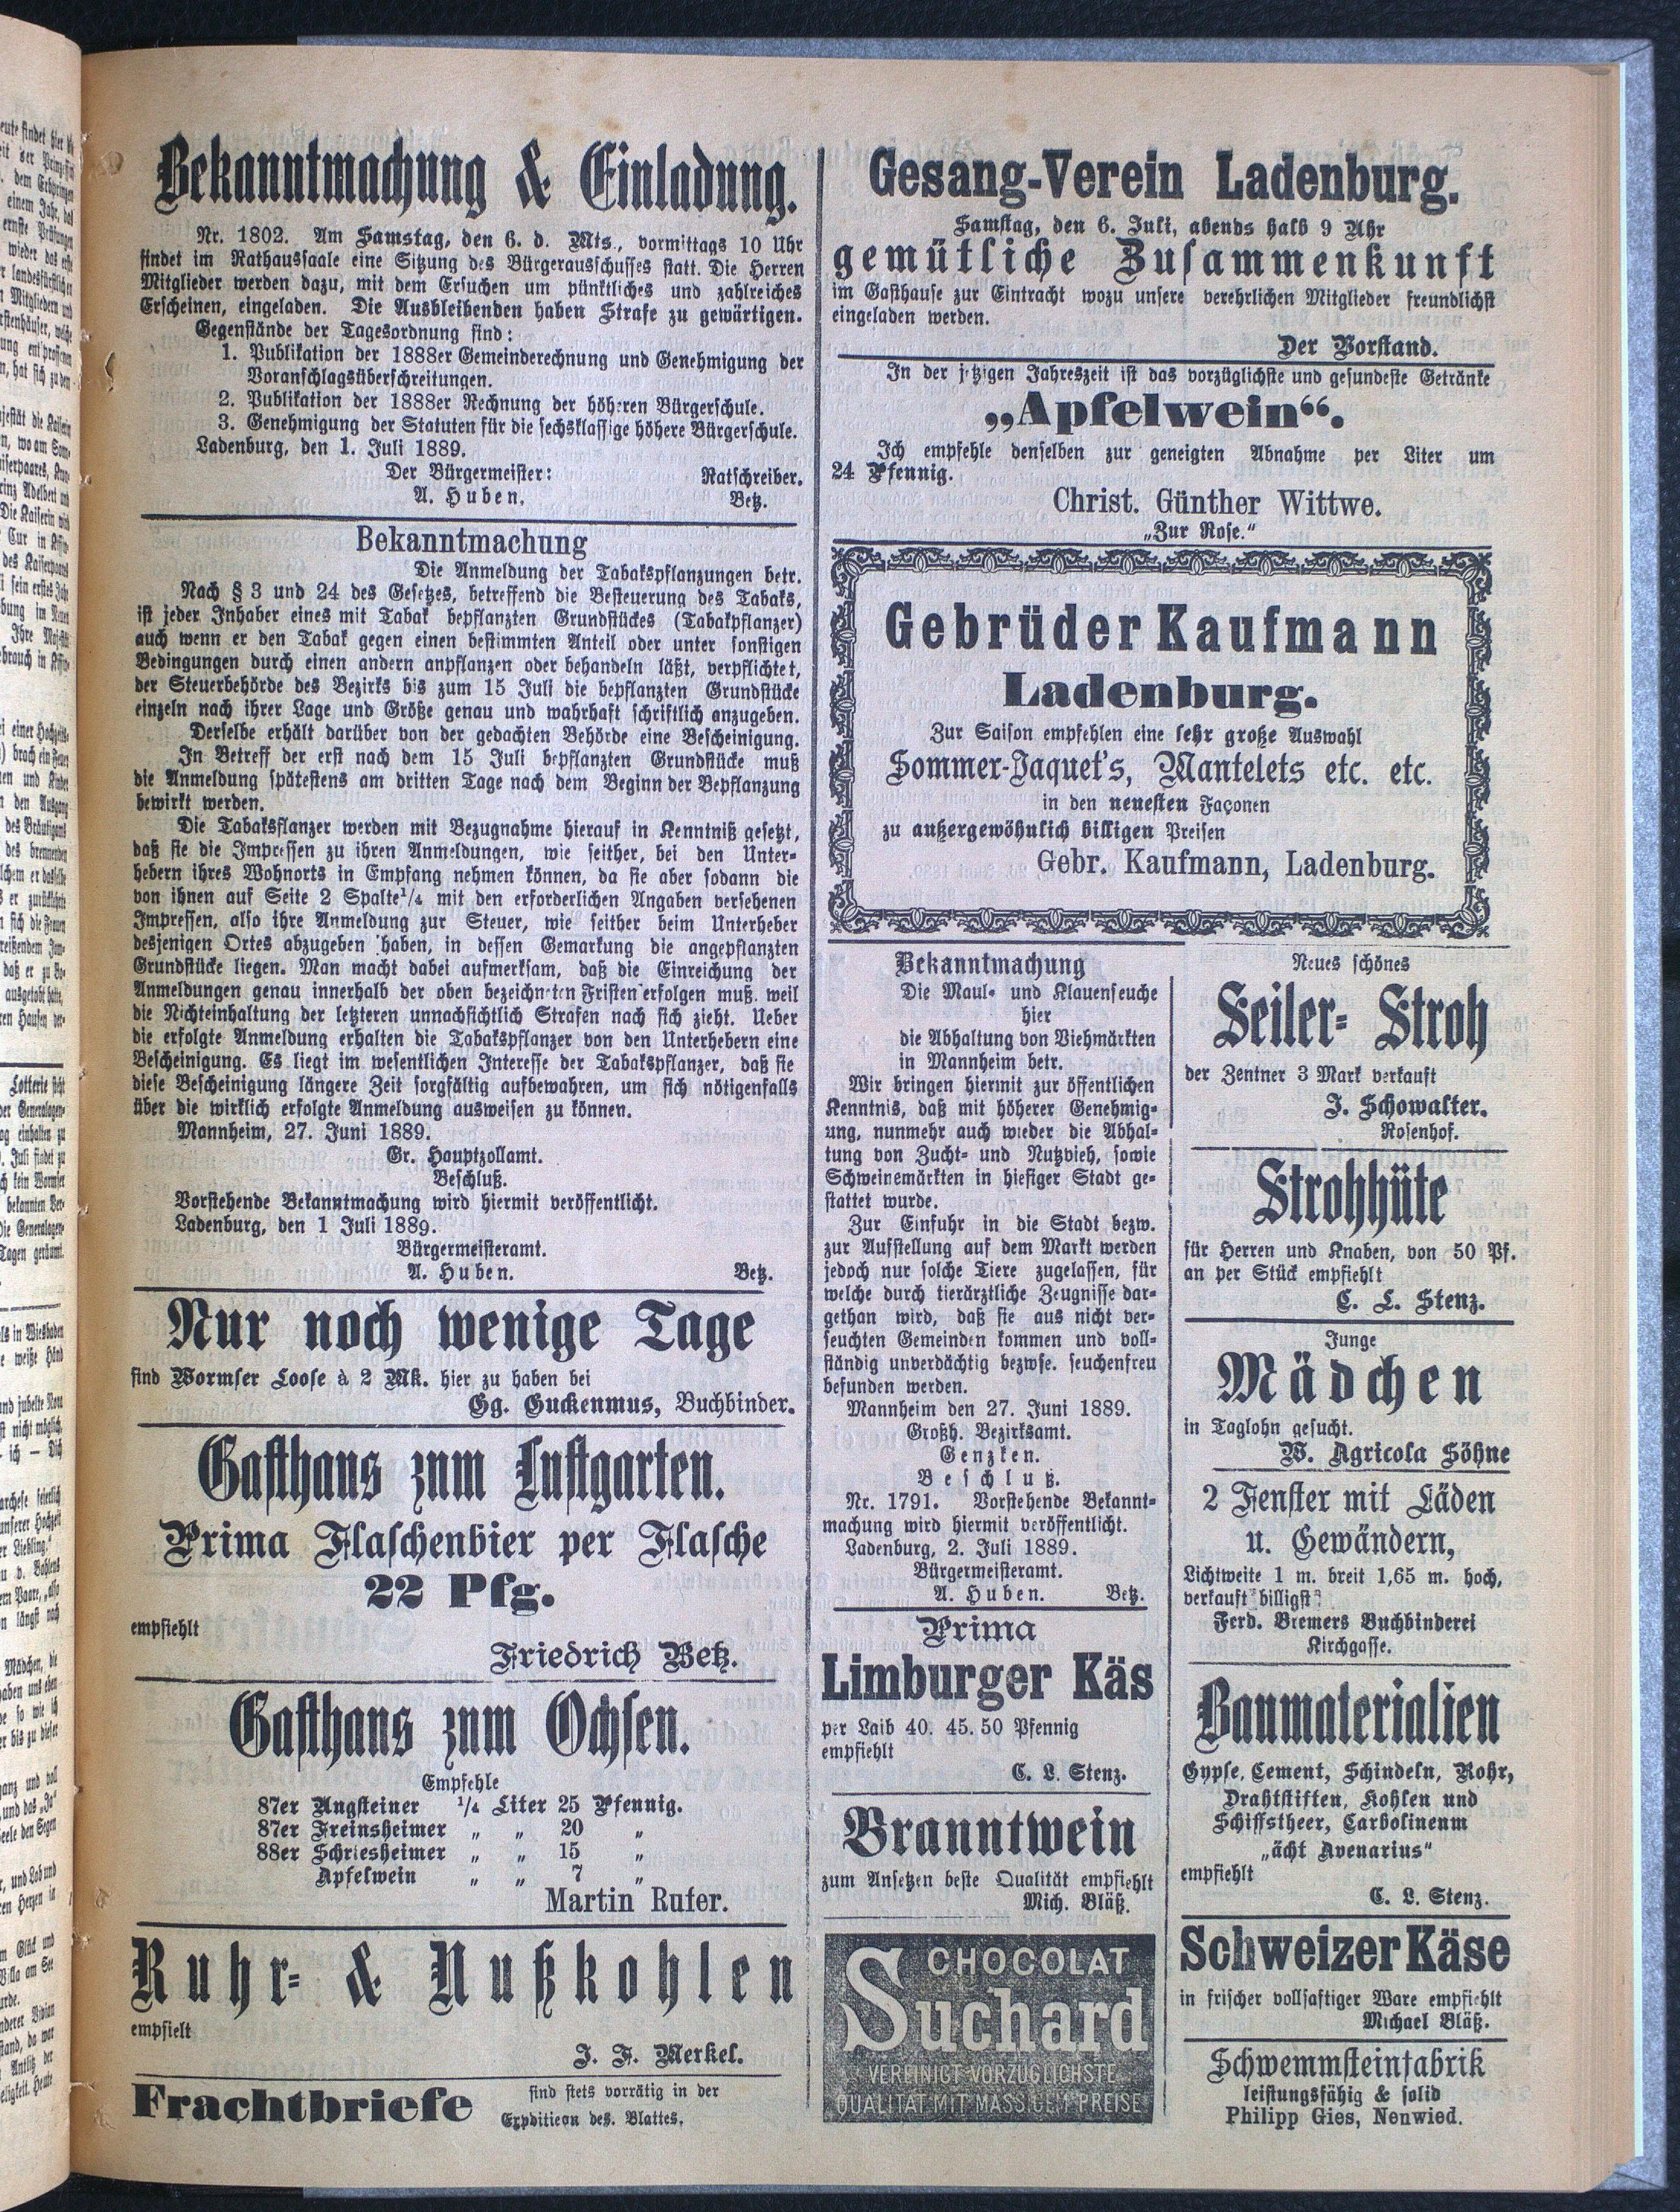 Bekanntmachung & Einladung.
Nr. 1802. Am Samstag, den 6. d. Mts., vormittags 10 Uhr
findet im Rathaussaale eine Sitzung des Bürgerausschusses statt. Die Herren
Mitglieder werden dazu, mit dem Ersuchen um pünktliches und zahlreiches
Erscheinen, eingeladen. Die Ausbleibenden haben Strafe zu gewärtigen.
Gegenstände der Tagesordnung sind:
1. Publikation der 1888er Gemeinderechnung und Genehmigung der
Voranschlagsüberschreitungen.
2. Publikation der 1888er Rechnung der höheren Bürgerschule.
3. Genehmigung der Statuten für die sechsklassige höhere Bürgerschule.
Ladenburg, den 1. Juli 1889.
Der Bürgermeister: Ratschreiber.
A. Huben. Betz.
Bekanntmachung
Die Anmeldung der Tabakspflanzungen betr.
Nach § 3 und 24 des Gesetzes, betreffend die Besteuerung des Tabaks,
ist jeder Inhaber eines mit Tabak bepflanzten Grundstückes (Tabakpflanzer)
auch wenn er den Tabak gegen einen bestimmten Anteil oder unter sonstigen
Bedingungen durch einen andern anpflanzen oder behandeln läßt, verpflichtet,
der Steuerbehörde des Bezirks bis zum 15 Juli die bepflanzten Grundstücke
einzeln nach ihrer Lage und Größe genau und wahrhaft schriftlich anzugeben.
Derselbe erhält darüber von der gedachten Behörde eine Bescheinigung.
In Betreff der erst nach dem 15 Juli bepflanzten Grundstücke muß
die Anmeldung spätestens am dritten Tage nach dem Beginn der Bepflanzung
bewirkt werden.
Die Tabaksflanzer werden mit Bezugnahme hierauf in Kenntniß gesetzt,
daß sie die Impressen zu ihren Anmeldungen, wie seither, bei den Unter-
hebern ihres Wohnorts in Empfang nehmen können, da sie aber sodann die
von ihnen auf Seite 2 Spalte 1/4 mit den erforderlichen Angaben versehenen
Impressen, also ihre Anmeldung zur Steuer, wie seither beim Unterheber
desjenigen Ortes abzugeben haben, in dessen Gemarkung die angepflanzten
Grundstücke liegen. Man macht dabei aufmerksam, daß die Einreichung der
Anmeldungen genau innerhalb der oben bezeichneten Fristen erfolgen muß. weil
die Nichteinhaltung der letzteren unnachsichtlich Strafen nach sich zieht. Ueber
die erfolgte Anmeldung erhalten die Tabakspflanzer von den Unterhebern eine
Bescheinigung. Es liegt im wesentlichen Interesse der Tabakspflanzer, daß sie
diese Bescheinigung längere Zeit sorgfältig aufbewahren, um sich nötigenfalls
über die wirklich erfolgte Anmeldung ausweisen zu können.
Mannheim, 27. Juni 1889.
Gr. Hauptzollamt.
Beschluß.
Vorstehende Bekanntmachung wird hiermit veröffentlicht.
Ladenburg, den 1 Juli 1889.
Bürgermeisteramt.
A. Huben. Betz.
Nur noch wenige Tage
sind Wormser Loose à 2 Mk. hier zu haben bei
Gg. Guckenmus, Buchbinder.
Gasthaus zum Lustgarten.
Prima Flaschenbier per Flasche
22 Pfg.
empfiehlt
Friedrich Betz.
Gasthaus zum Ochsen.
Empfehle
87er Angsteiner 1/4 Liter 25 Pfennig.
87er Freinsheimer „ „ 20 „
88er Schriesheimer „ „ 15 „
Apfelwein „ „ 7 „
Martin Rufer.
Ruhr- & Nußkohlen
empfielt
J. F. Merkel.
Frachtbriefe sind stets vorrätig in der
Expditieon des. Blattes.
Gesang-Verein Ladenburg.
Samstag, den 6. Juli, abends halb 9 Uhr
gemütliche Zusammenkunft
im Gasthause zur Eintracht wozu unsere verehrlichen Mitglieder freundlichst
eingeladen werden.
Der Vorstand.
In der jetzigen Jahreszeit ist das vorzüglichste und gesundeste Getränke
„Apfelwein“.
Ich empfehle denselben zur geneigten Abnahme per Liter um
24 Pfennig.
Christ. Günther Wittwe.
„Zur Rose.“
Gebrüder Kaufmann
Ladenburg.
Zur Saison empfehlen eine sehr große Auswahl
Sommer-Jaquet's, Mantelets etc. etc.
in den neuesten Façonen
zu außergewöhnlich billigen Preisen
Gebr. Kaufmann, Ladenburg.
Bekanntmachung
Die Maul- und Klauenseuche
hier
die Abhaltung von Viehmärkten
in Mannheim betr.
Wir bringen hiermit zur öffentlichen
Kenntnis, daß mit höherer Genehmig-
ung, nunmehr auch wieder die Abhal-
tung von Zucht- und Nutzvieh, sowie
Schweinemärkten in hiesiger Stadt ge-
stattet wurde.
Zur Einfuhr in die Stadt bezw.
zur Aufstellung auf dem Markt werden
jedoch nur solche Tiere zugelassen, für
welche durch tierärztliche Zeugnisse dar-
gethan wird, daß sie aus nicht ver-
seuchten Gemeinden kommen und voll-
ständig unverdächtig bezwse. seuchenfreu
befunden werden.
Mannheim den 27. Juni 1889.
Großh. Bezirksamt.
Genzken.
Beschluß.
Nr. 1791. Vorstehende Bekannt-
machung wird hiermit veröffentlicht.
Ladenburg, 2. Juli 1889.
Bürgermeisteramt.
A. Huben. Betz.
Prima
Limburger Käs
per Laib 40. 45. 50 Pfennig
empfiehlt
C. L. Stenz.
Branntwein
zum Ansetzen beste Qualität empfiehlt
Mich. Bläß.
CHOCOLAT
Suchard
VEREINIGT VORZÜGLICHSTE
QUALITÄT MIT MÄSSIGEM PREISE
Neues schönes
Seiler- Stroh
der Zentner 3 Mark verkauft
J. Schowalter.
Rosenhof.
Strohhüte
für Herren und Knaben, von 50 Pf.
an per Stück empfiehlt
C. L. Stenz.
Junge
Mädchen
in Taglohn gesucht.
W. Agricola Söhne
2 Fenster mit Läden
u. Gewändern,
Lichtweite 1 m. breit 1,65 m. hoch,
verkauft billigst
Ferd. Bremers Buchbinderei
Kirchgasse.
Baumaterialien
Gypse, Cement, Schindeln, Rohr,
Drahtstiften, Kohlen und
Schiffstheer, Carbolineum
„ächt Avenarius“
empfiehlt
C. L. Stenz.
Schweizer Käse
in frischer vollsaftiger Ware empfiehlt
Michael Bläß.
Schwemmsteinfabrik
leistungsfähig & solid
Philipp Gies, Neuwied.